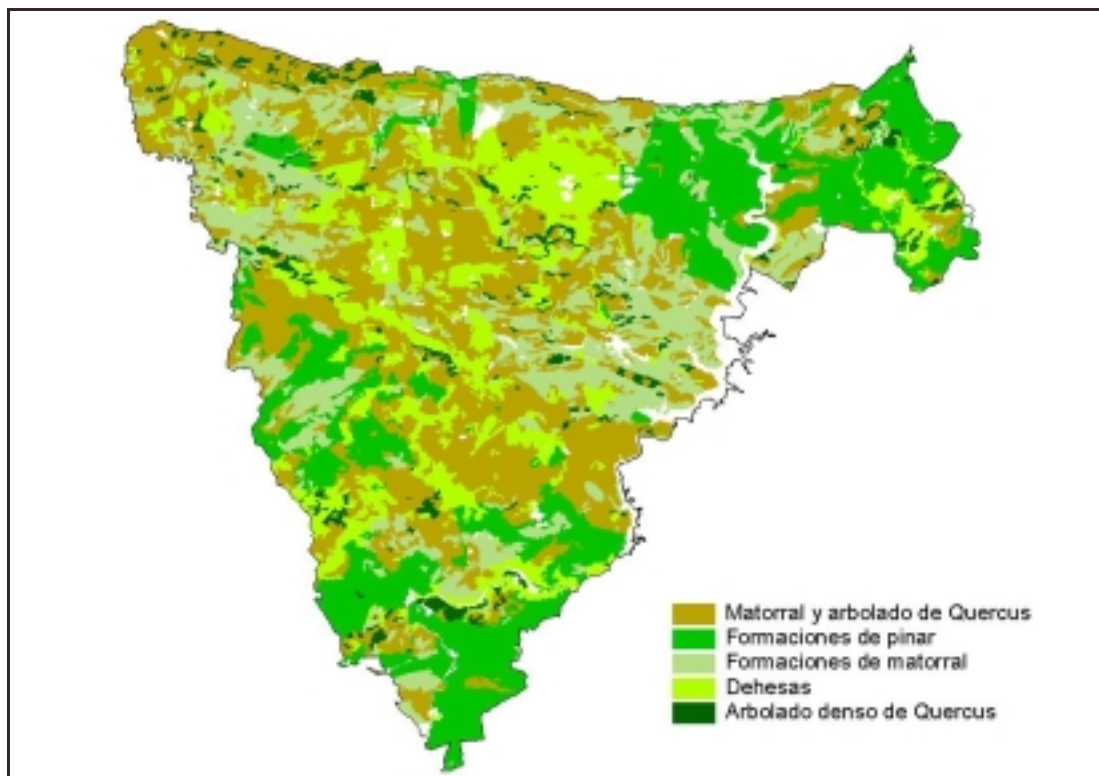 Matorral y arbolado de Quercus
Formaciones de pinar
Formaciones de matorral
Dehesas
Arbolado denso de Quercus